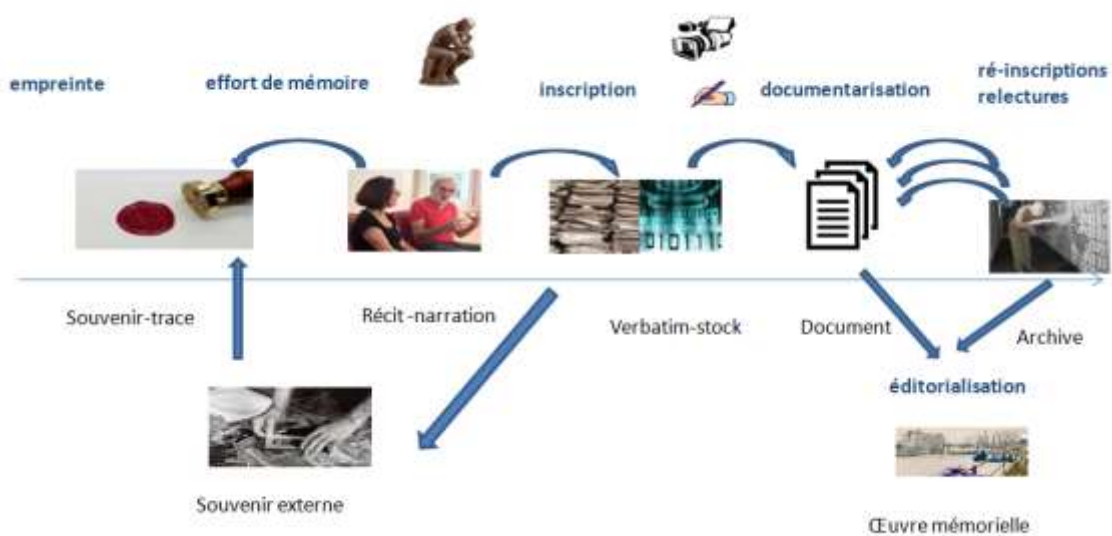 empreinte
effort de mémoire
inscription
documentarisation
ré-inscriptions
relectures
010110
Souvenir-trace
Récit-narration
Verbatim-stock
Document
Archive
éditorialisation
Souvenir externe
Œuvre mémorielle